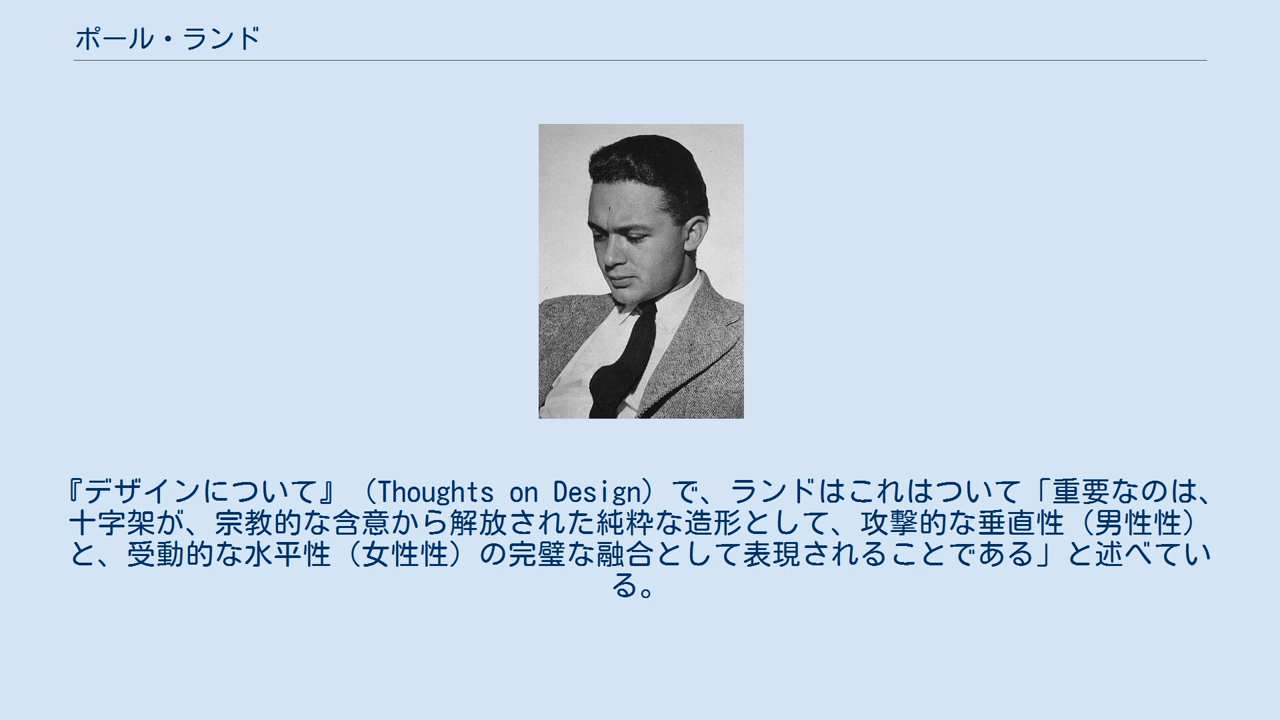 ポール・ランド
『デザインについて』（Thoughts on Design）で、ランドはこれはついて「重要なのは、
十字架が、宗教的な含意から解放された純粋な造形として、攻撃的な垂直性（男性性）
と、受動的な水平性（女性性）の完璧な融合として表現されることである」と述べてい
る。